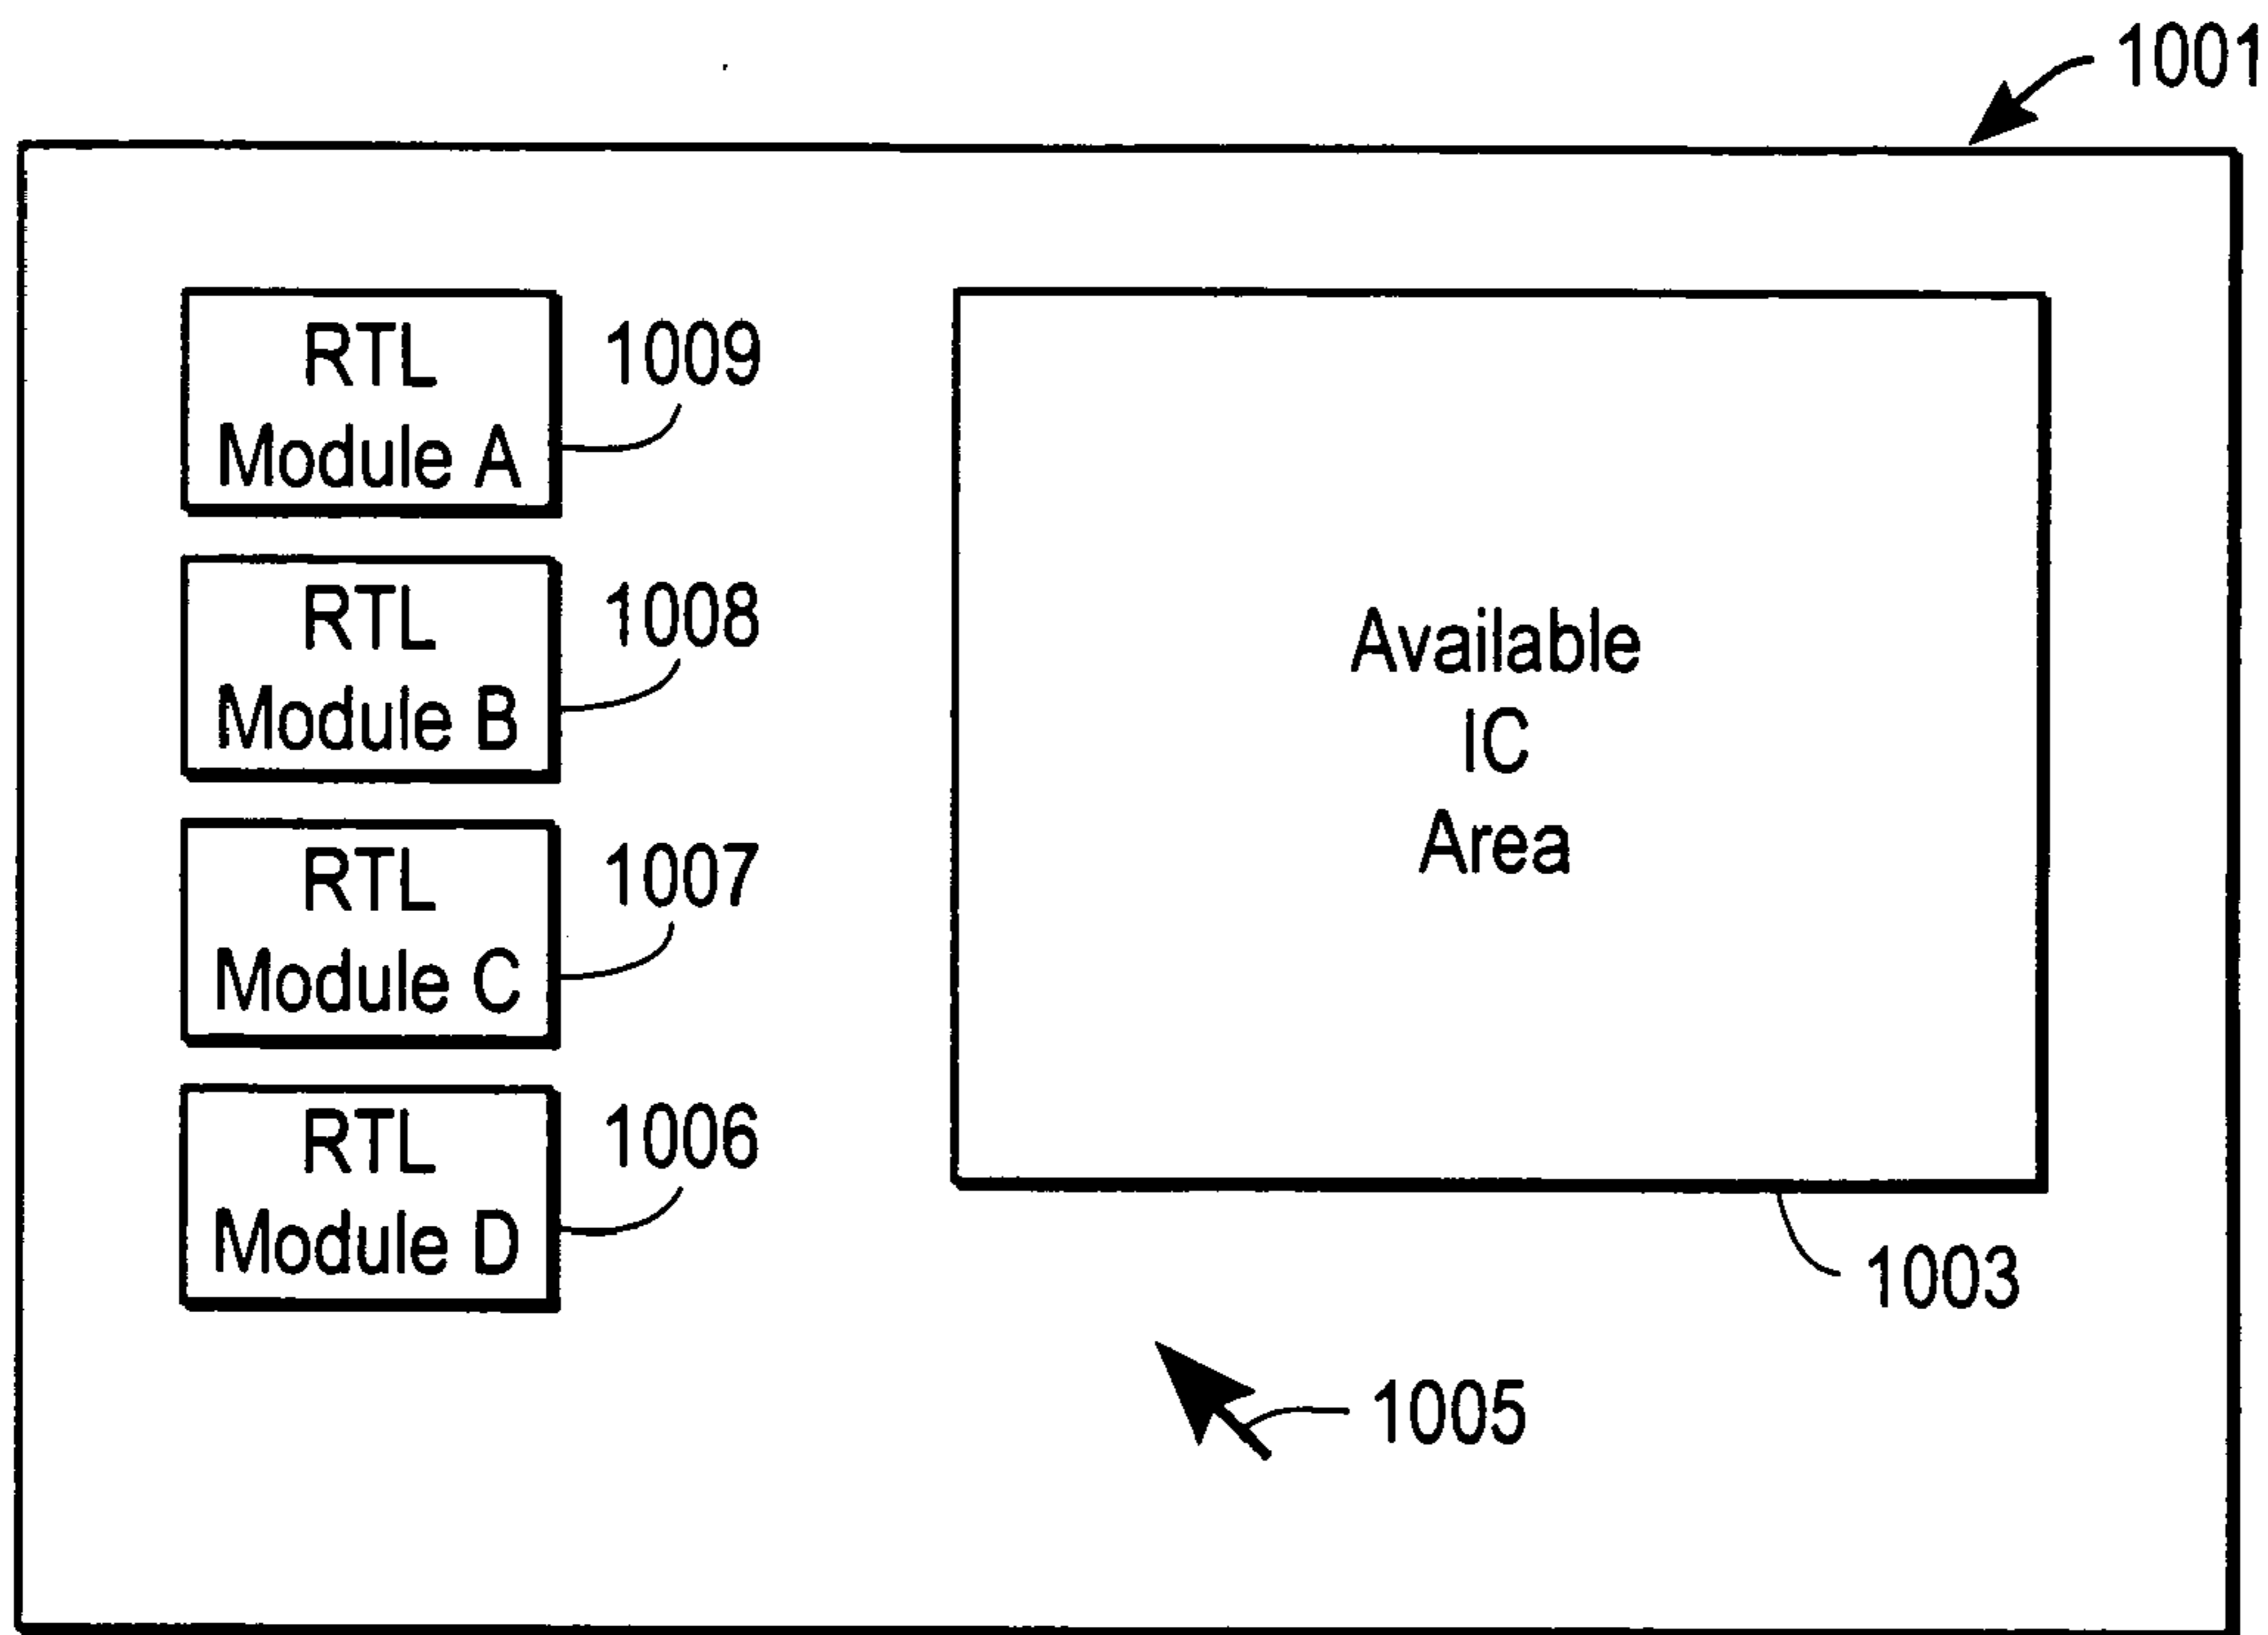 1001
RTL
Module A
1009
RTL
Module B
1008
RTL
Module C
1007
RTL
Module D
1006
Available
IC
Area
1003
1005